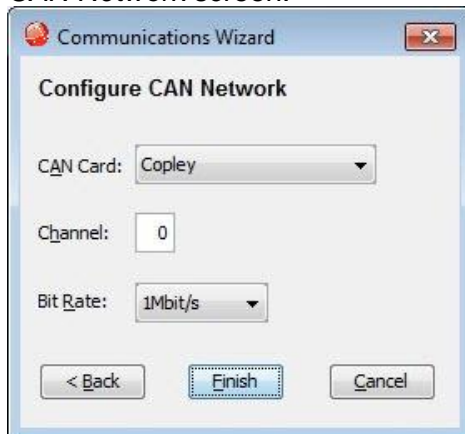 CAN Network screen.
Communications Wizard
Configure CAN Network
CAN Card: Copley
Channel: 0
Bit Rate: 1Mbit/s
< Back Finish Cancel